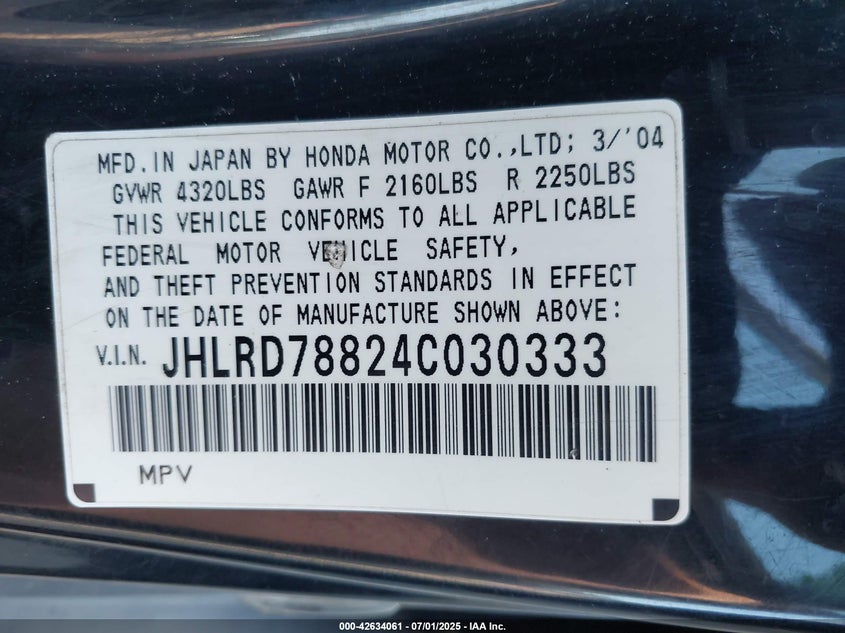 MFD.IN JAPAN BY HONDA MOTOR CO.,LTD; 3/'04
GVWR 4320LBS GAWR F 2160LBS R 2250LBS
THIS VEHICLE CONFORMS TO ALL APPLICABLE
FEDERAL MOTOR VEHICLE SAFETY,
AND THEFT PREVENTION STANDARDS IN EFFECT
ON THE DATE OF MANUFACTURE SHOWN ABOVE:
V.I.N. JHLRD78824C030333
MPV
000-42634061 - 07/01/2025 - IAA Inc.